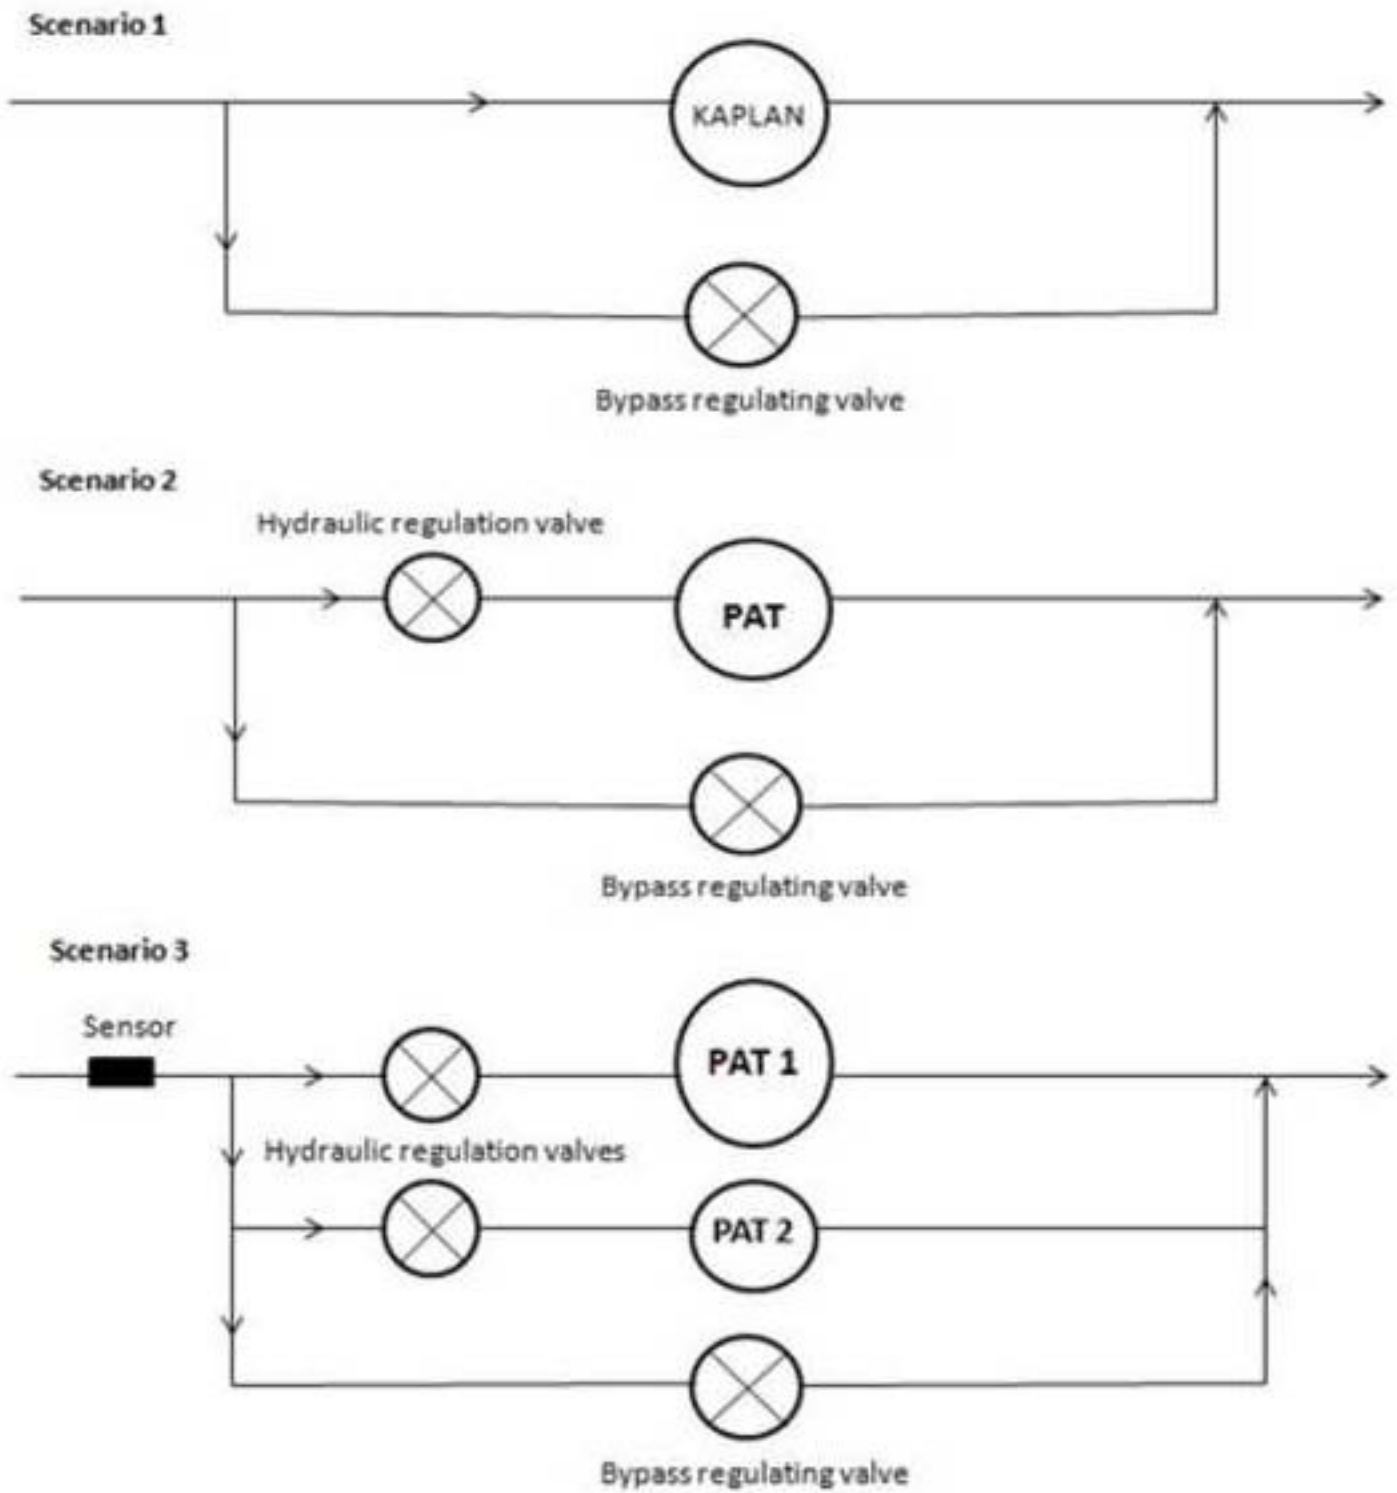 Scenario 1
KAPLAN
Bypass regulating valve
Scenario 2
Hydraulic regulation valve
PAT
Bypass regulating valve
Scenario 3
Sensor
PAT 1
Hydraulic regulation valves
PAT 2
Bypass regulating valve